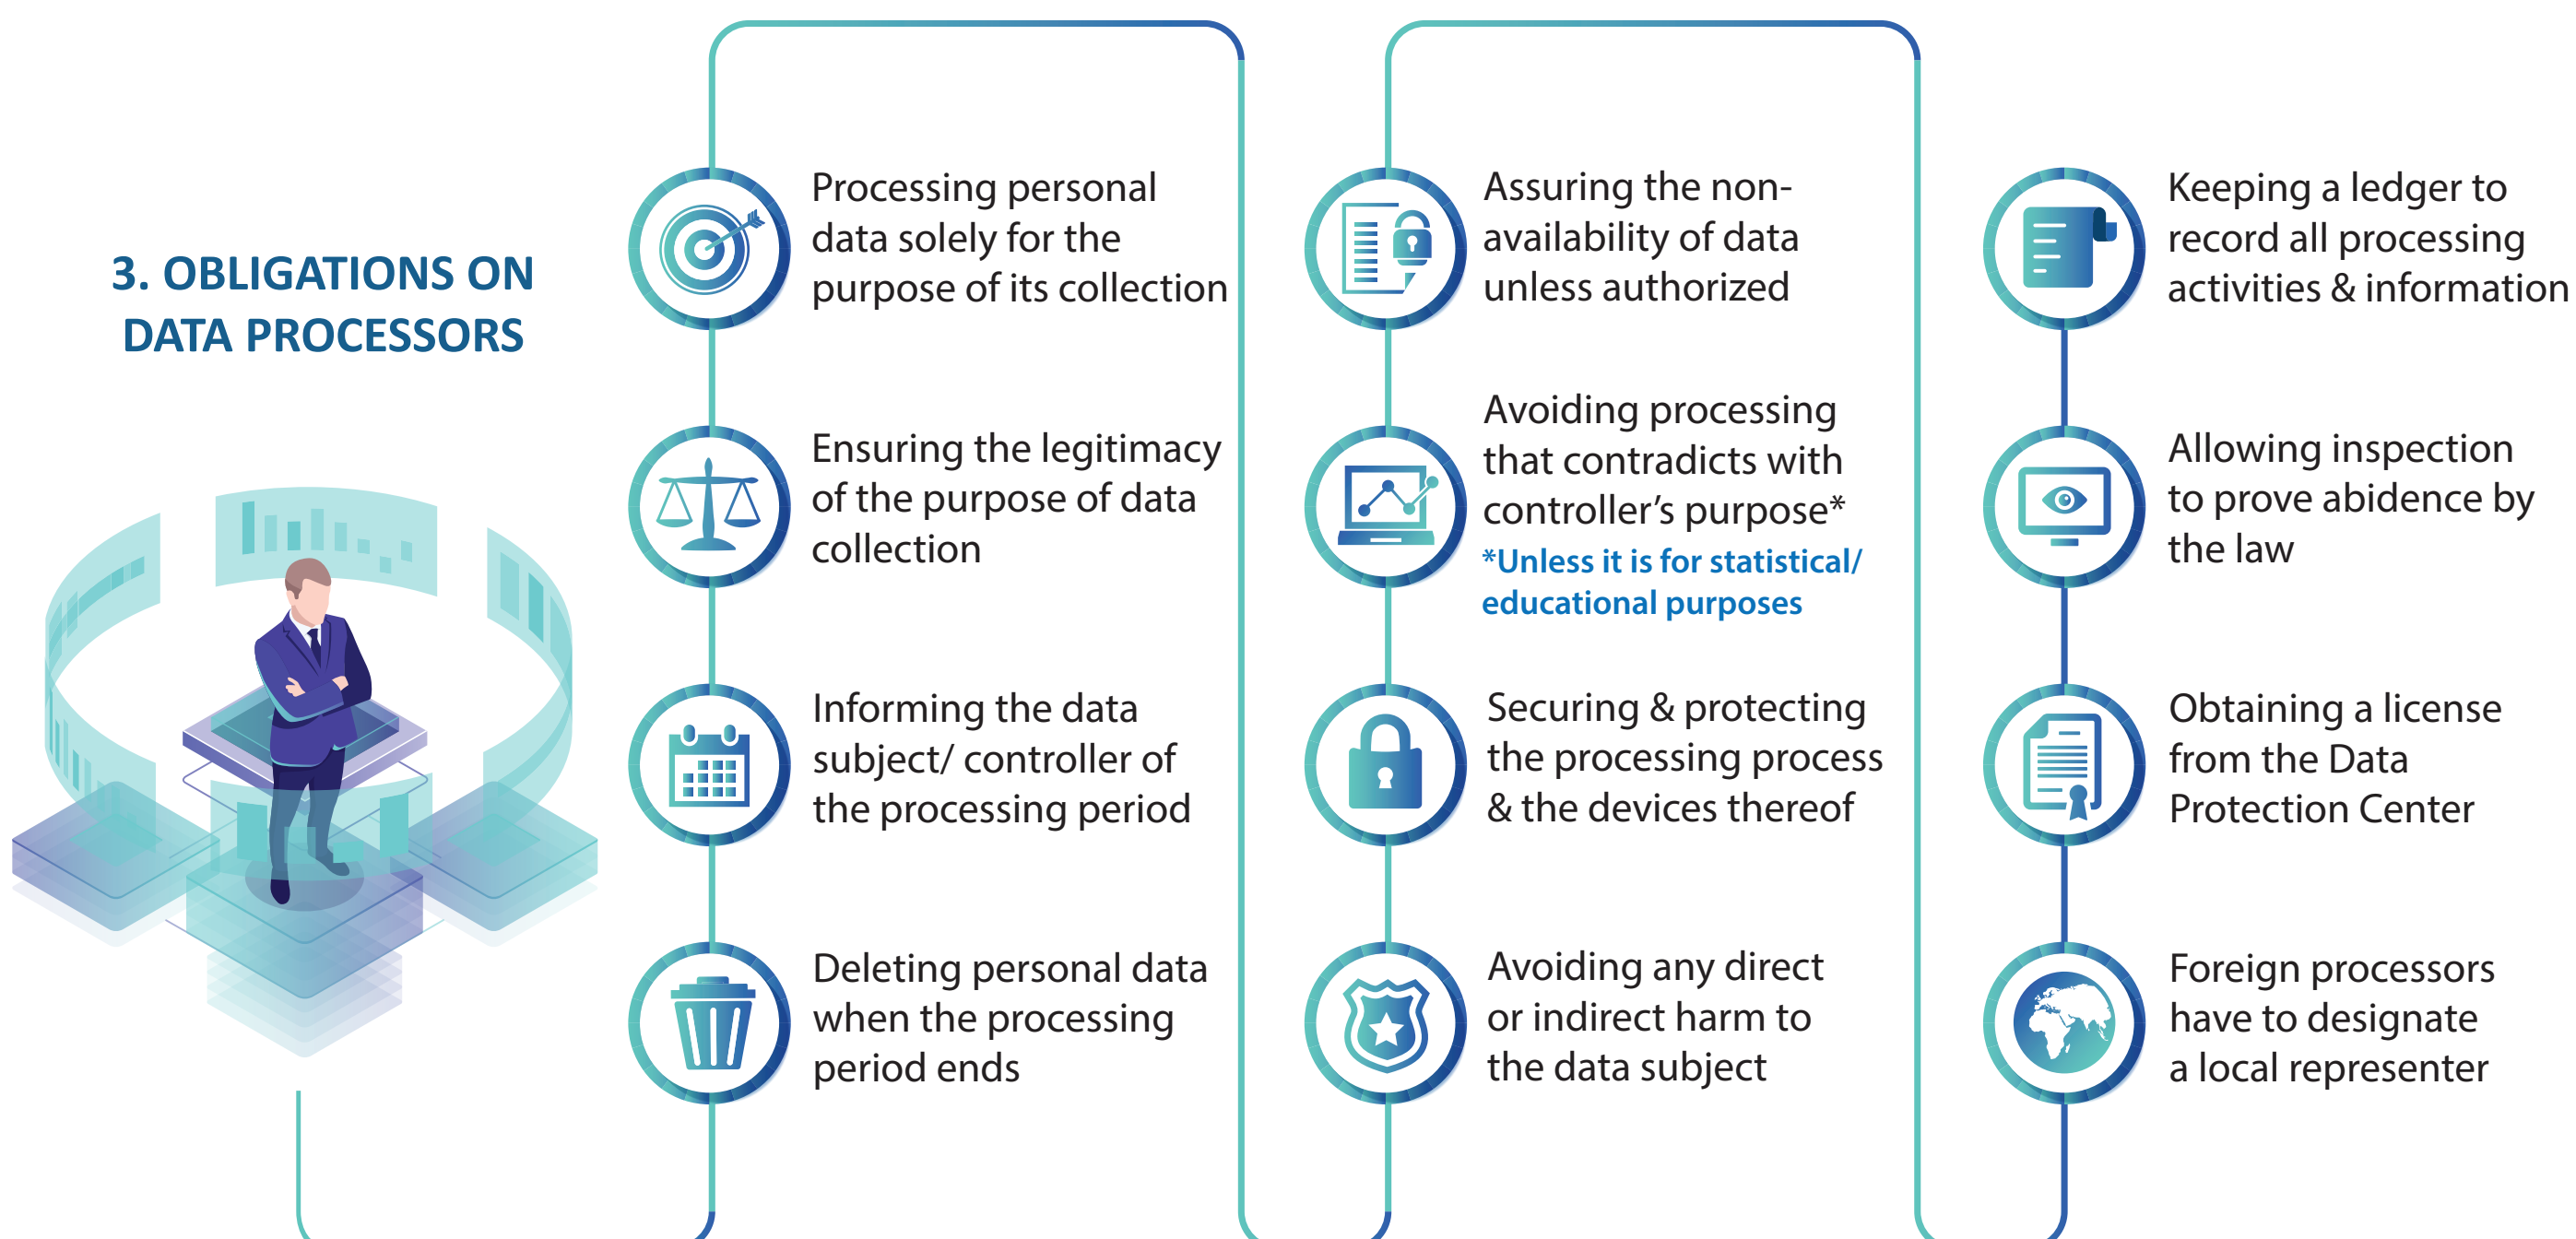 3. OBLIGATIONS ON
DATA PROCESSORS
Processing personal
data solely for the
purpose of its collection
Ensuring the legitimacy
of the purpose of data
collection
Informing the data
subject/ controller of
the processing period
Deleting personal data
when the processing
period ends
Assuring the non-
availability of data
unless authorized
Avoiding processing
that contradicts with
controller’s purpose*
*Unless it is for statistical/
educational purposes
Securing & protecting
the processing process
& the devices thereof
Avoiding any direct
or indirect harm to
the data subject
Keeping a ledger to
record all processing
activities & information
Allowing inspection
to prove abidence by
the law
Obtaining a license
from the Data
Protection Center
Foreign processors
have to designate
a local representer